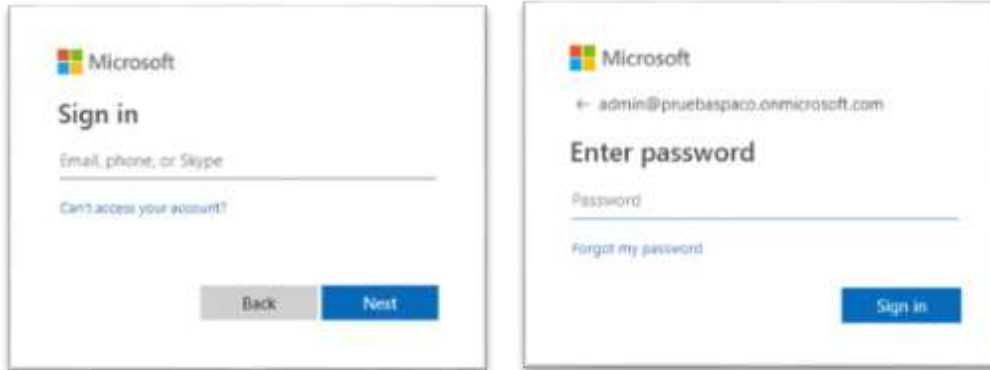 Microsoft
Sign in
Email, phone, or Skype
Can't access your account?
Back
Next
Microsoft
← admin@pruebaspaco.onmicrosoft.com
Enter password
Password
Forgot my password
Sign in